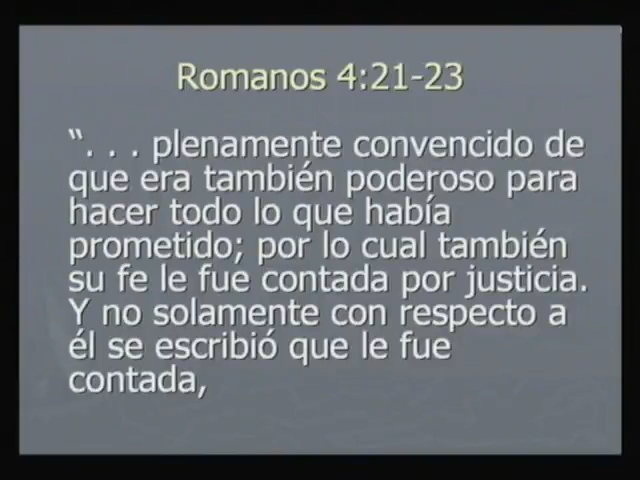 Romanos 4:21-23
“. . . plenamente convencido de
que era también poderoso para
hacer todo lo que había
prometido; por lo cual también
su fe le fue contada por justicia.
Y no solamente con respecto a
él se escribió que le fue
contada,